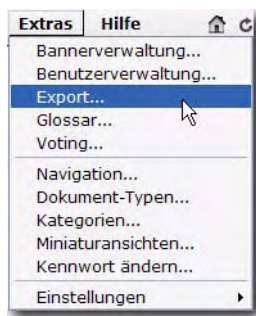 Extras Hilfe
Bannerverwaltung...
Benutzerverwaltung...
Export...
Glossar...
Voting...
Navigation...
Dokument-Typen...
Kategorien...
Miniaturansichten...
Kennwort ändern...
Einstellungen